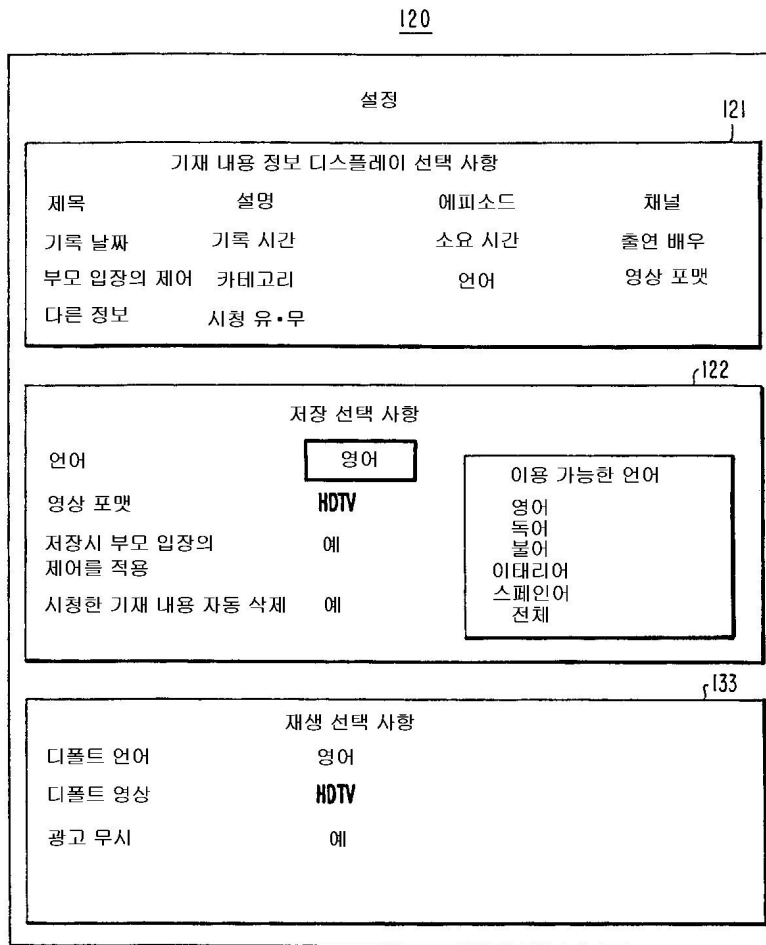 120
설정
121
기재 내용 정보 디스플레이 선택 사항
제목 설명 에피소드 채널
기록 날짜 기록 시간 소요 시간 출연 배우
부모 입장의 제어 카테고리 언어 영상 포맷
다른 정보 시청 유·무
122
저장 선택 사항
언어 영어
영상 포맷 HDTV
저장시 부모 입장의
제어를 적용 예
시청한 기재 내용 자동 삭제 예
이용 가능한 언어
영어
독어
불어
이태리어
스페인어
전체
133
재생 선택 사항
디폴트 언어 영어
디폴트 영상 HDTV
광고 무시 예